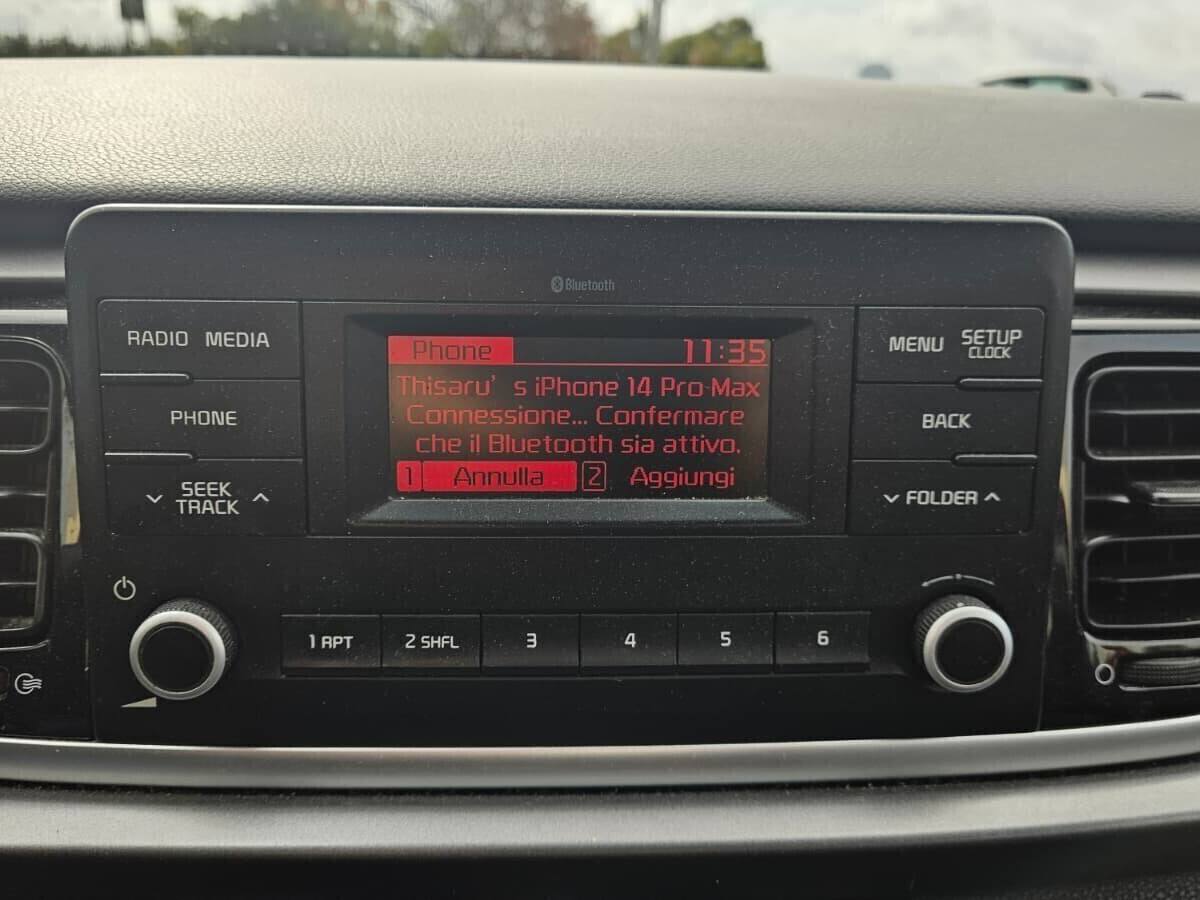 Bluetooth
RADIO MEDIA
PHONE
SEEK
TRACK
Phone 11:35
Thisaru's iPhone 14 Pro Max
Connessione... Confermare
che il Bluetooth sia attivo.
1 Annulla 2 Aggiungi
MENU SETUP
CLOCK
BACK
FOLDER
1 RPT 2 SHFL 3 4 5 6